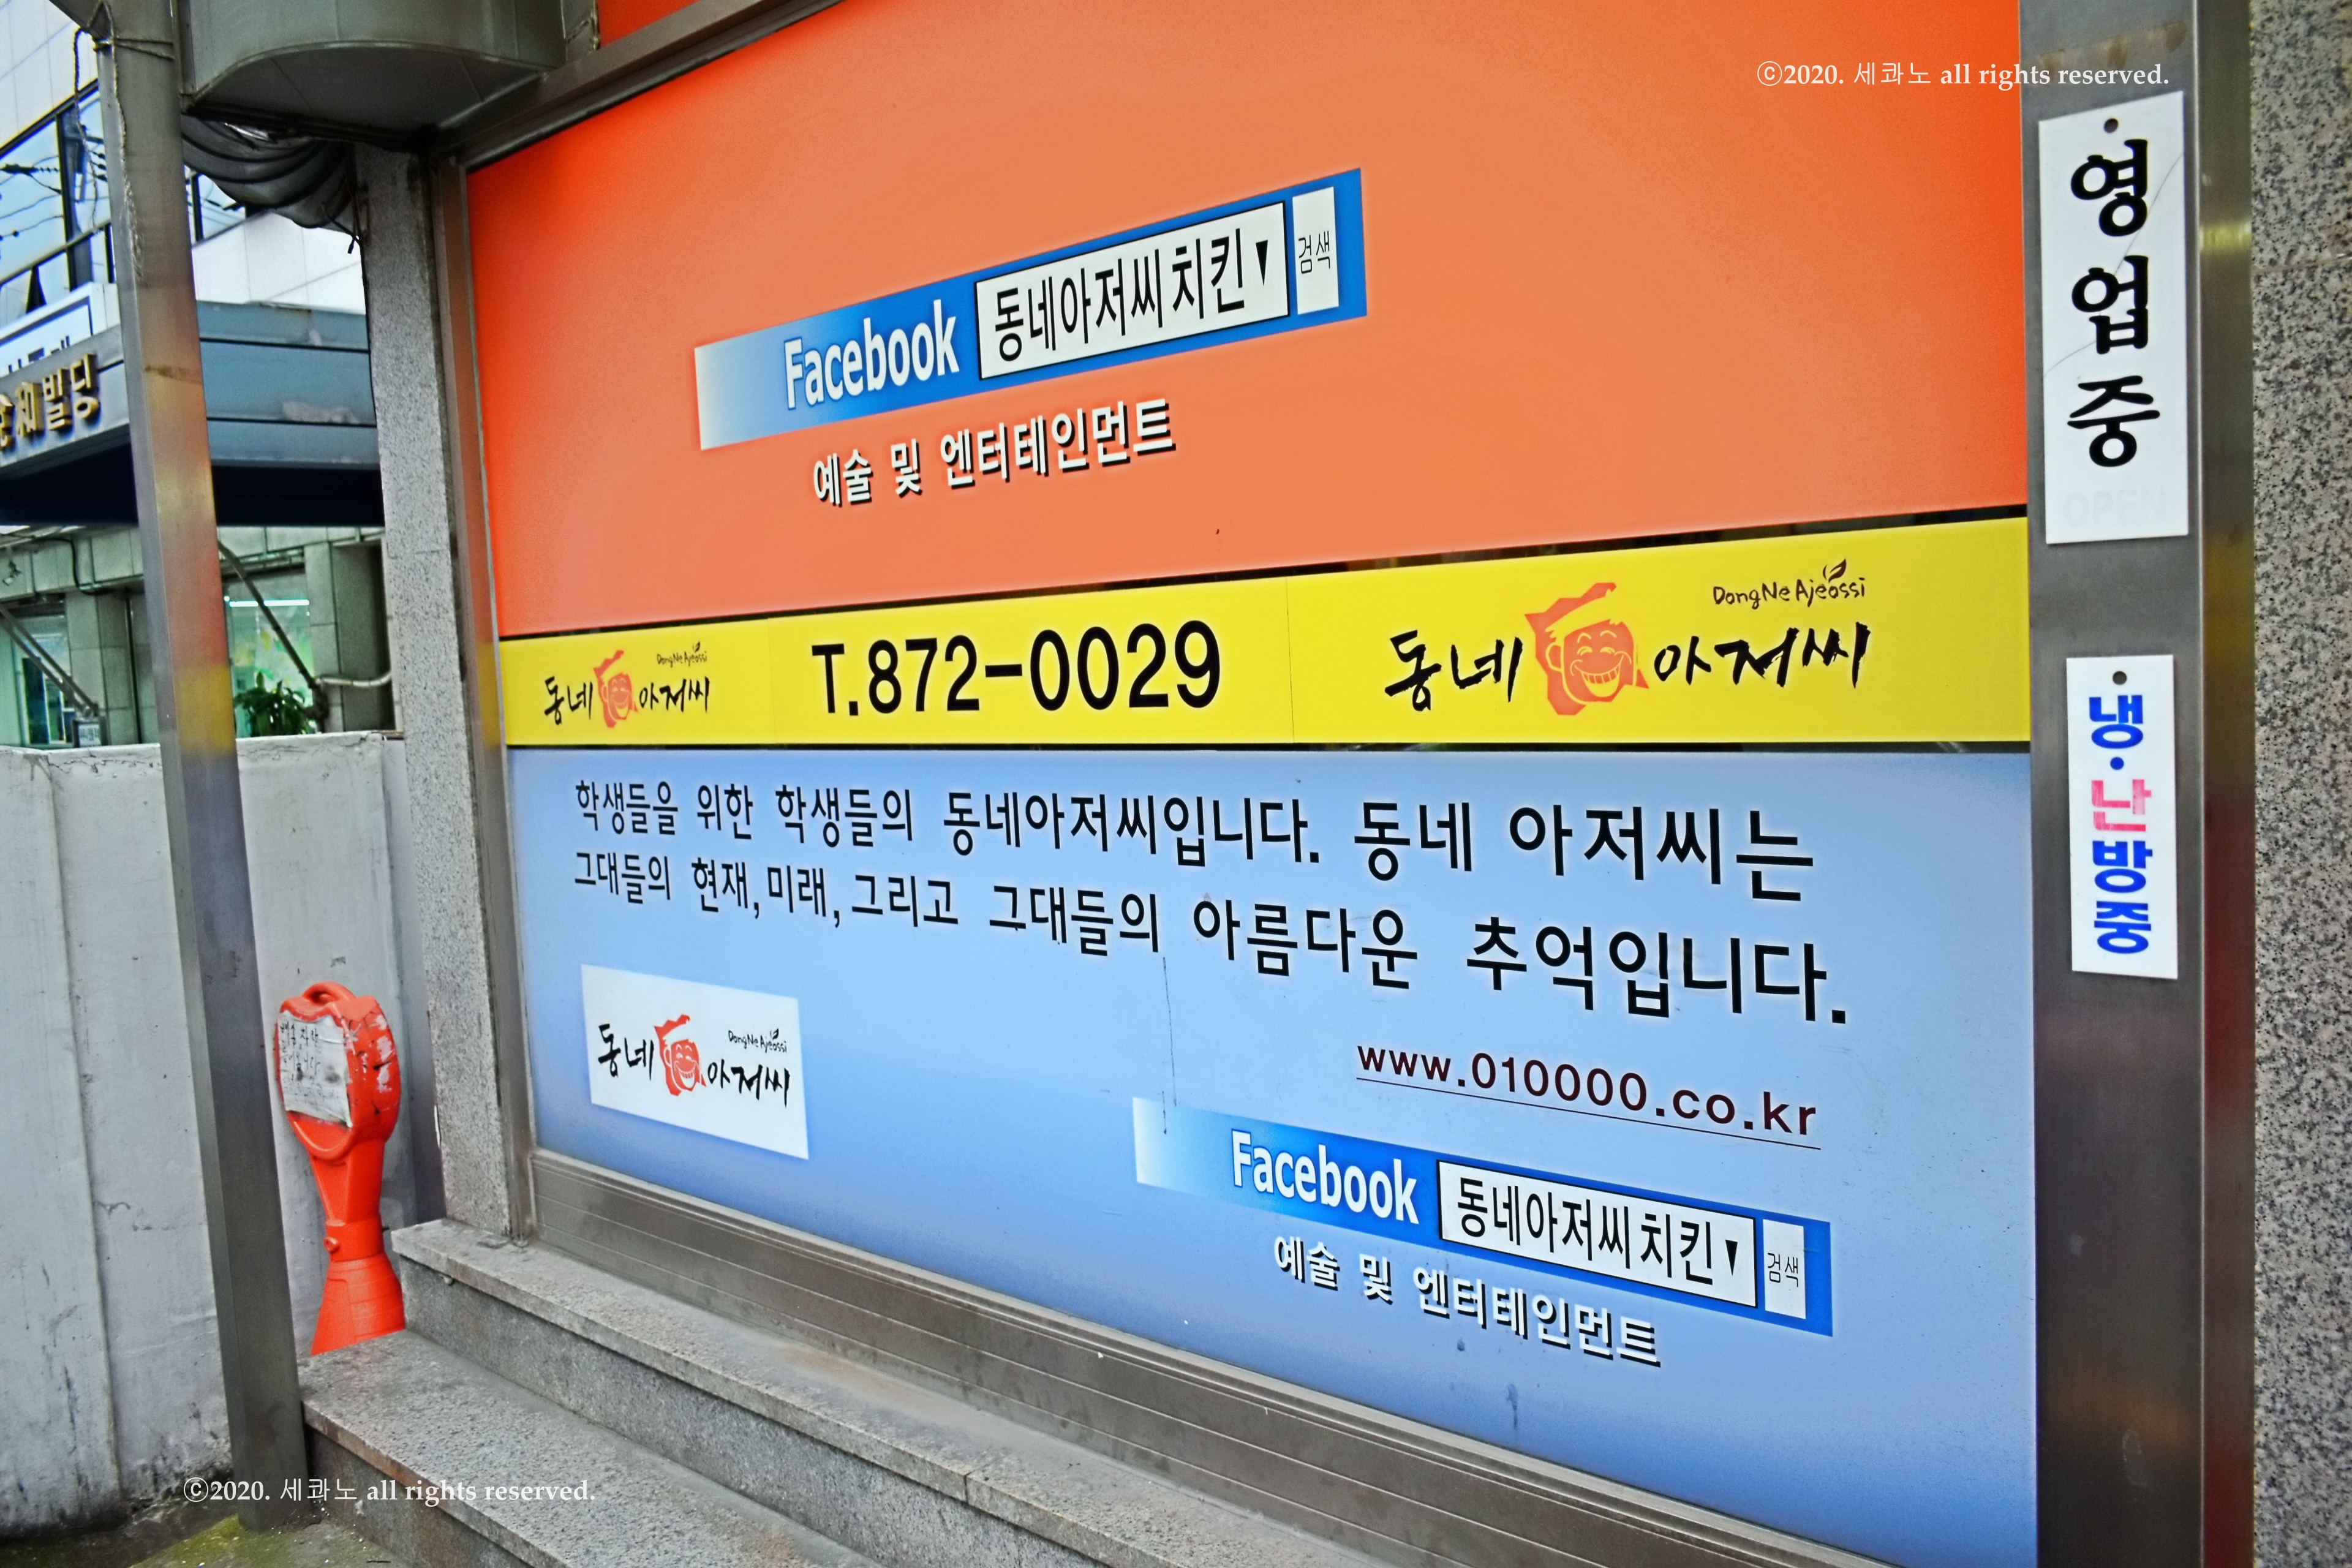 ⓒ2020. 세콰노 all rights reserved.
영업중
OPEN
Facebook 동네아저씨치킨▼ 검색
예술 및 엔터테인먼트
빌딩
DongNe Ajeossi
동네 아저씨
T.872-0029
DongNe Ajeossi
동네 아저씨
냉·난방중
학생들을 위한 학생들의 동네아저씨입니다. 동네 아저씨는
그대들의 현재,미래,그리고 그대들의 아름다운 추억입니다.
DongNe Ajeossi
동네 아저씨
www.010000.co.kr
Facebook 동네아저씨치킨▼ 검색
예술 및 엔터테인먼트
ⓒ2020. 세콰노 all rights reserved.